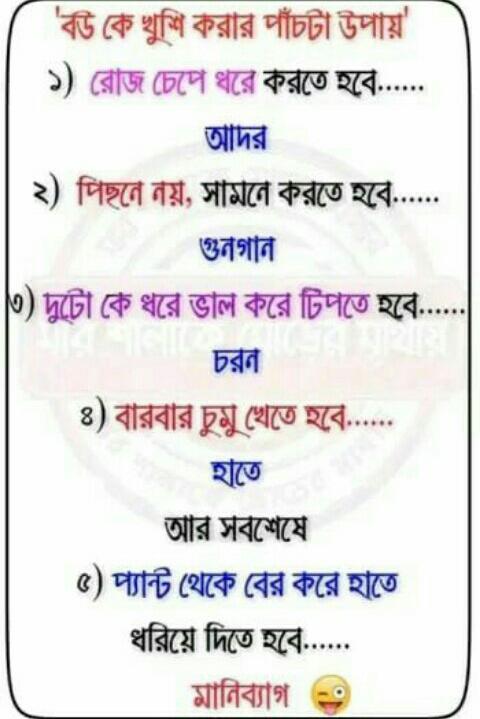 'বউ কে খুশি করার পাঁচটা উপায়'
১) রোজ চেপে ধরে করতে হবে......
আদর
২) পিছনে নয়, সামনে করতে হবে......
গুনগান
৩) দুটো কে ধরে ভাল করে টিপতে হবে......
চরন
৪) বারবার চুমু খেতে হবে......
হাতে
আর সবশেষে
৫) প্যান্ট থেকে বের করে হাতে
ধরিয়ে দিতে হবে......
মানিব্যাগ